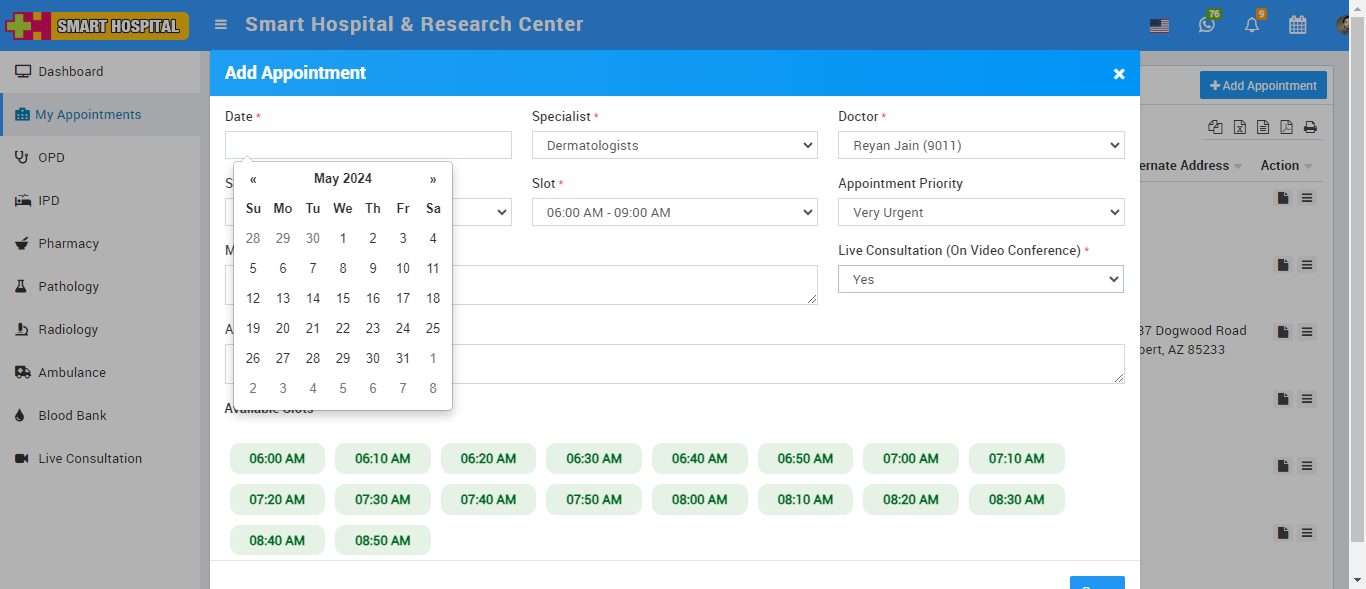 SMART HOSPITAL
Smart Hospital & Research Center
76
9
Dashboard
My Appointments
OPD
IPD
Pharmacy
Pathology
Radiology
Ambulance
Blood Bank
Live Consultation
Add Appointment
×
+ Add Appointment
Date *
Specialist *
Doctor *
Dermatologists
Reyan Jain (9011)
« May 2024 »
Su Mo Tu We Th Fr Sa
28 29 30 1 2 3 4
5 6 7 8 9 10 11
12 13 14 15 16 17 18
19 20 21 22 23 24 25
26 27 28 29 30 31 1
2 3 4 5 6 7 8
S
Slot *
Appointment Priority
06:00 AM - 09:00 AM
Very Urgent
M
Live Consultation (On Video Conference) *
Yes
A
Available Slots
06:00 AM 06:10 AM 06:20 AM 06:30 AM 06:40 AM 06:50 AM 07:00 AM 07:10 AM
07:20 AM 07:30 AM 07:40 AM 07:50 AM 08:00 AM 08:10 AM 08:20 AM 08:30 AM
08:40 AM 08:50 AM
ernate Address Action
37 Dogwood Road
bert, AZ 85233